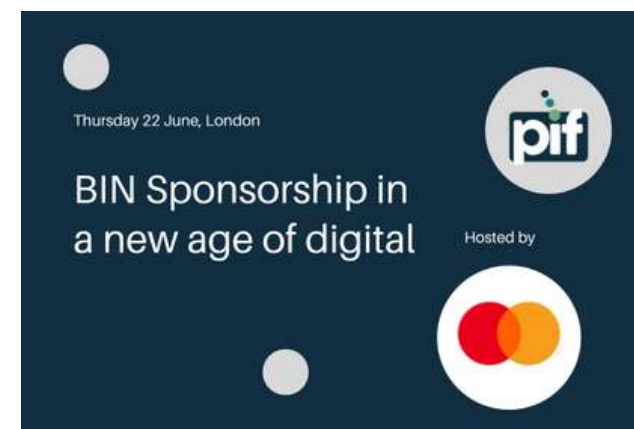 Thursday 22 June, London
pif
BIN Sponsorship in
a new age of digital
Hosted by